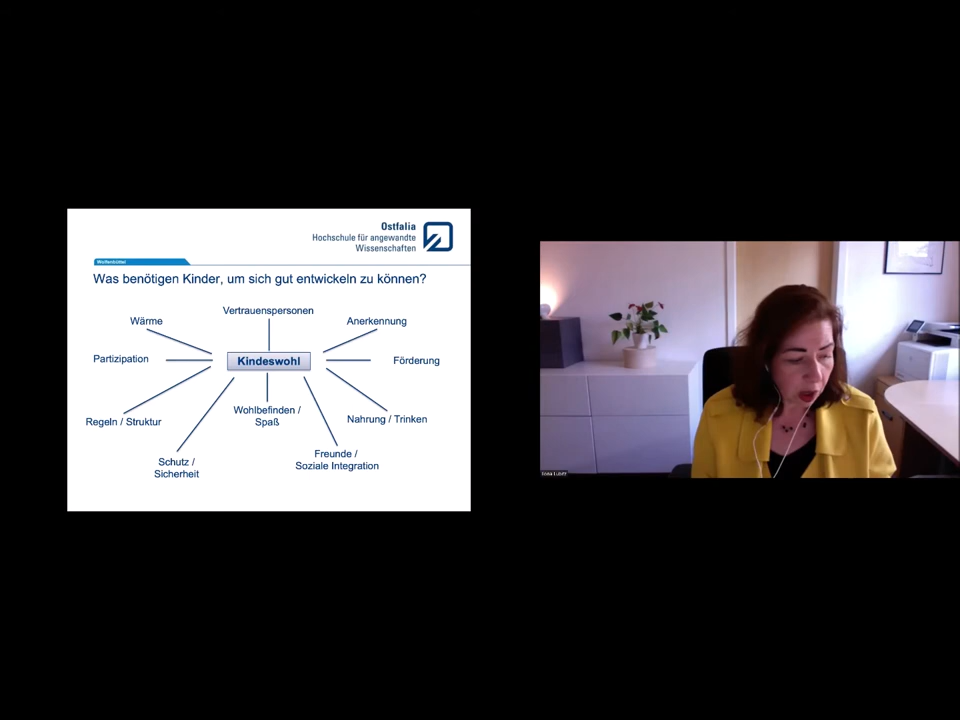 Ostfalia
Hochschule für angewandte
Wissenschaften
Wolfenbüttel
Was benötigen Kinder, um sich gut entwickeln zu können?
Vertrauenspersonen
Wärme
Anerkennung
Partizipation
Kindeswohl
Förderung
Wohlbefinden /
Spaß
Regeln / Struktur
Nahrung / Trinken
Schutz /
Sicherheit
Freunde /
Soziale Integration